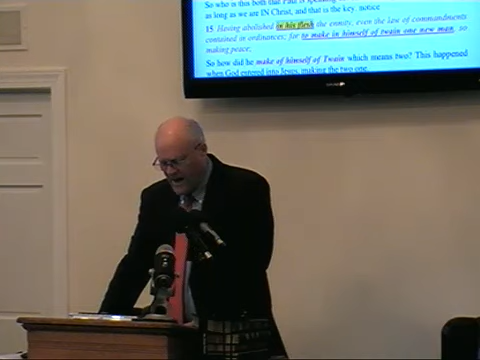 So who is this both that Paul is speaking
as long as we are IN Christ, and that is the key. notice
15 Having abolished in his flesh the enmity, even the law of commandments
contained in ordinances; for to make in himself of twain one new man, so
making peace;
So how did he make of himself of Twain which means two? This happened
when God entered into Jesus, making the two one.